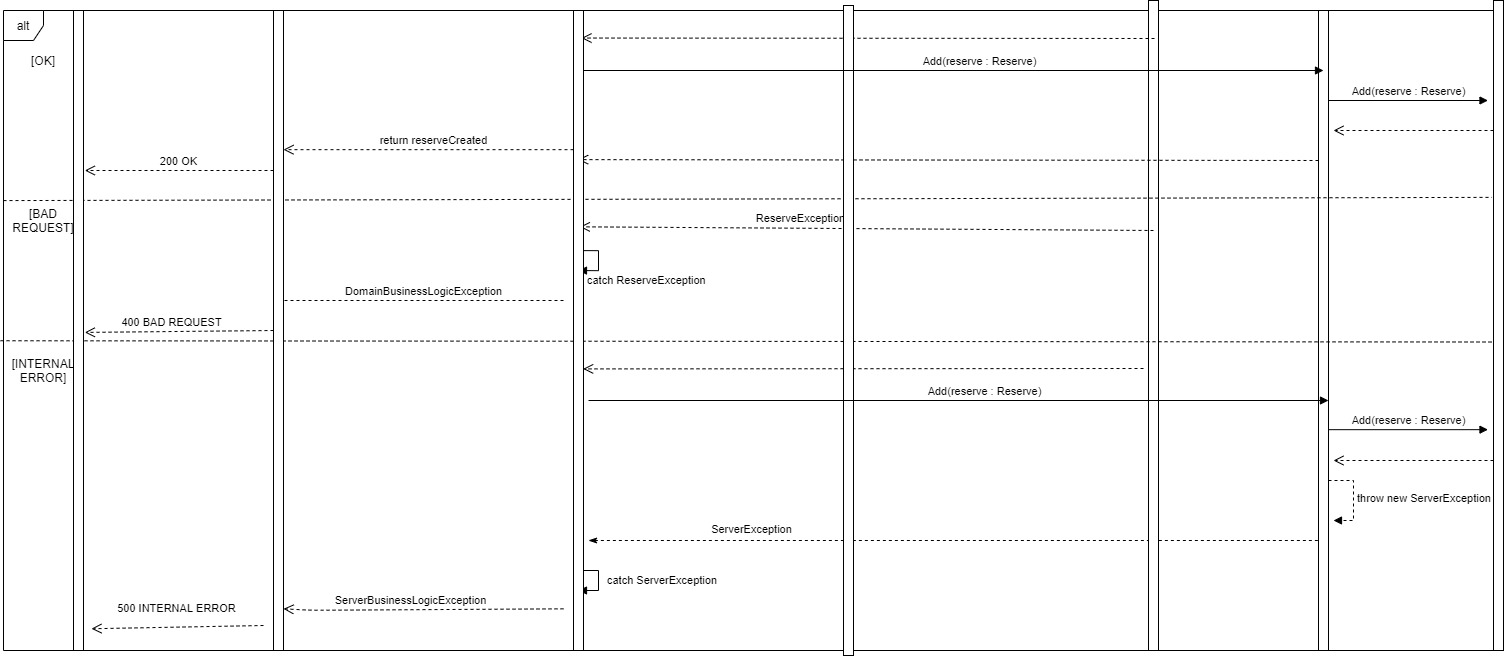 alt
[OK]
Add(reserve : Reserve)
Add(reserve : Reserve)
return reserveCreated
200 OK
[BAD
REQUEST]
ReserveException
catch ReserveException
DomainBusinessLogicException
400 BAD REQUEST
[INTERNAL
ERROR]
Add(reserve : Reserve)
Add(reserve : Reserve)
throw new ServerException
ServerException
catch ServerException
ServerBusinessLogicException
500 INTERNAL ERROR